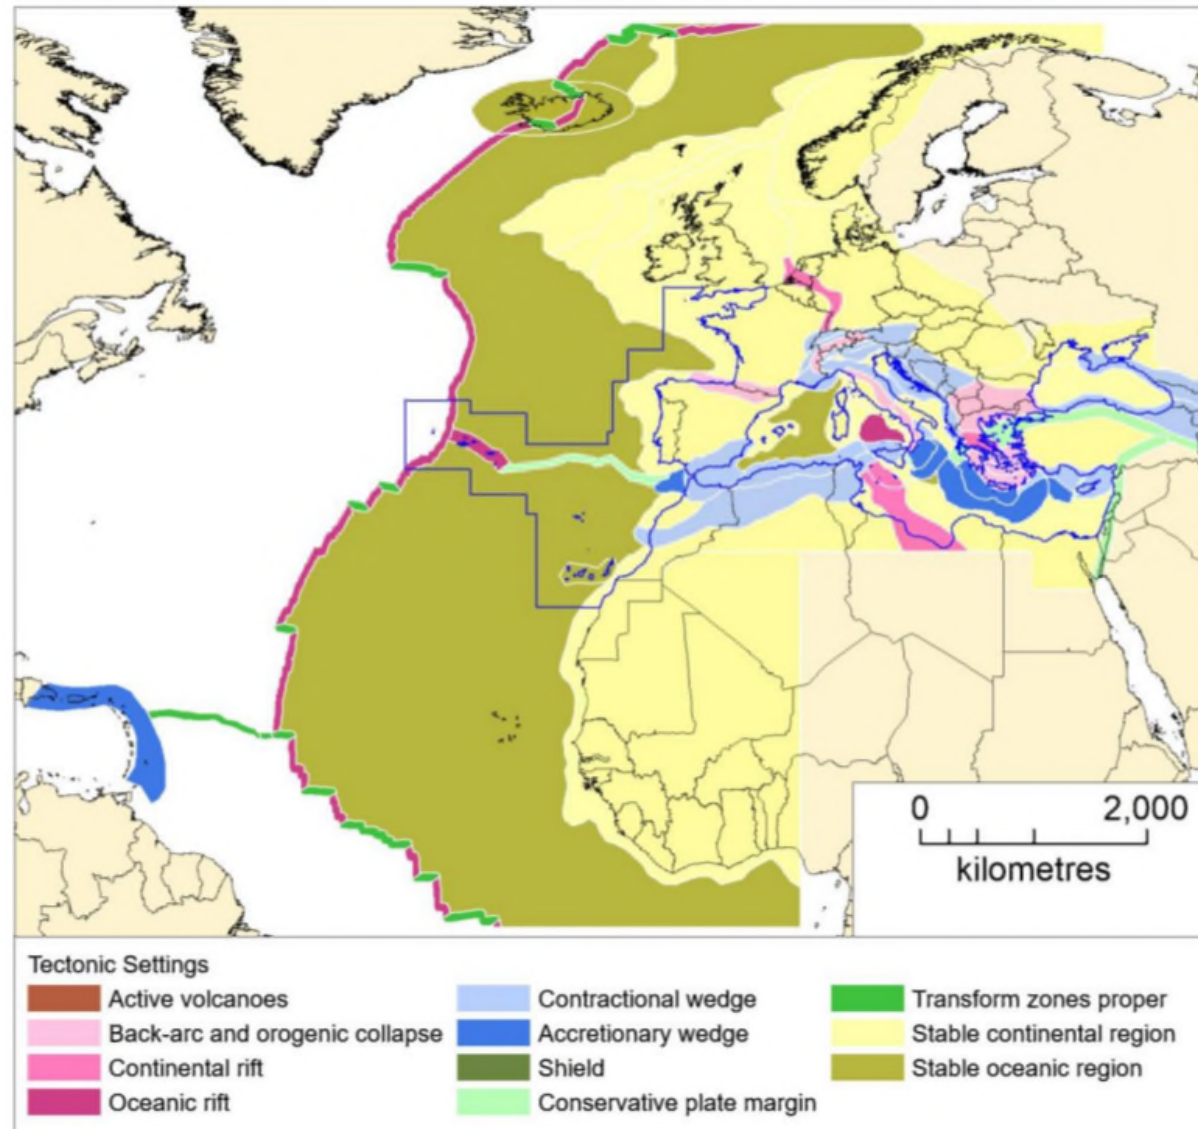 0 2,000
kilometres
Tectonic Settings
Active volcanoes Contractional wedge Transform zones proper
Back-arc and orogenic collapse Accretionary wedge Stable continental region
Continental rift Shield Stable oceanic region
Oceanic rift Conservative plate margin